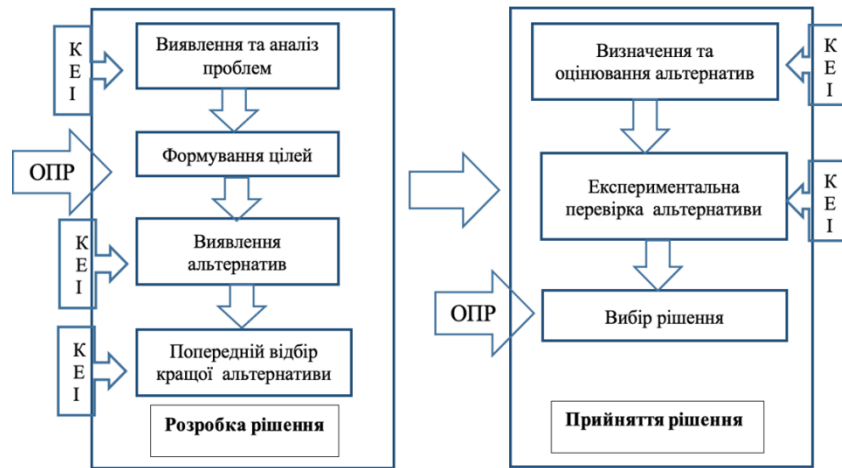 К
Е
І
Виявлення та аналіз
проблем
ОПР
Формування цілей
К
Е
І
Виявлення
альтернатив
К
Е
І
Попередній відбір
кращої альтернативи
Розробка рішення
Визначення та
оцінювання альтернатив
К
Е
І
Експериментальна
перевірка альтернативи
К
Е
І
ОПР
Вибір рішення
Прийняття рішення